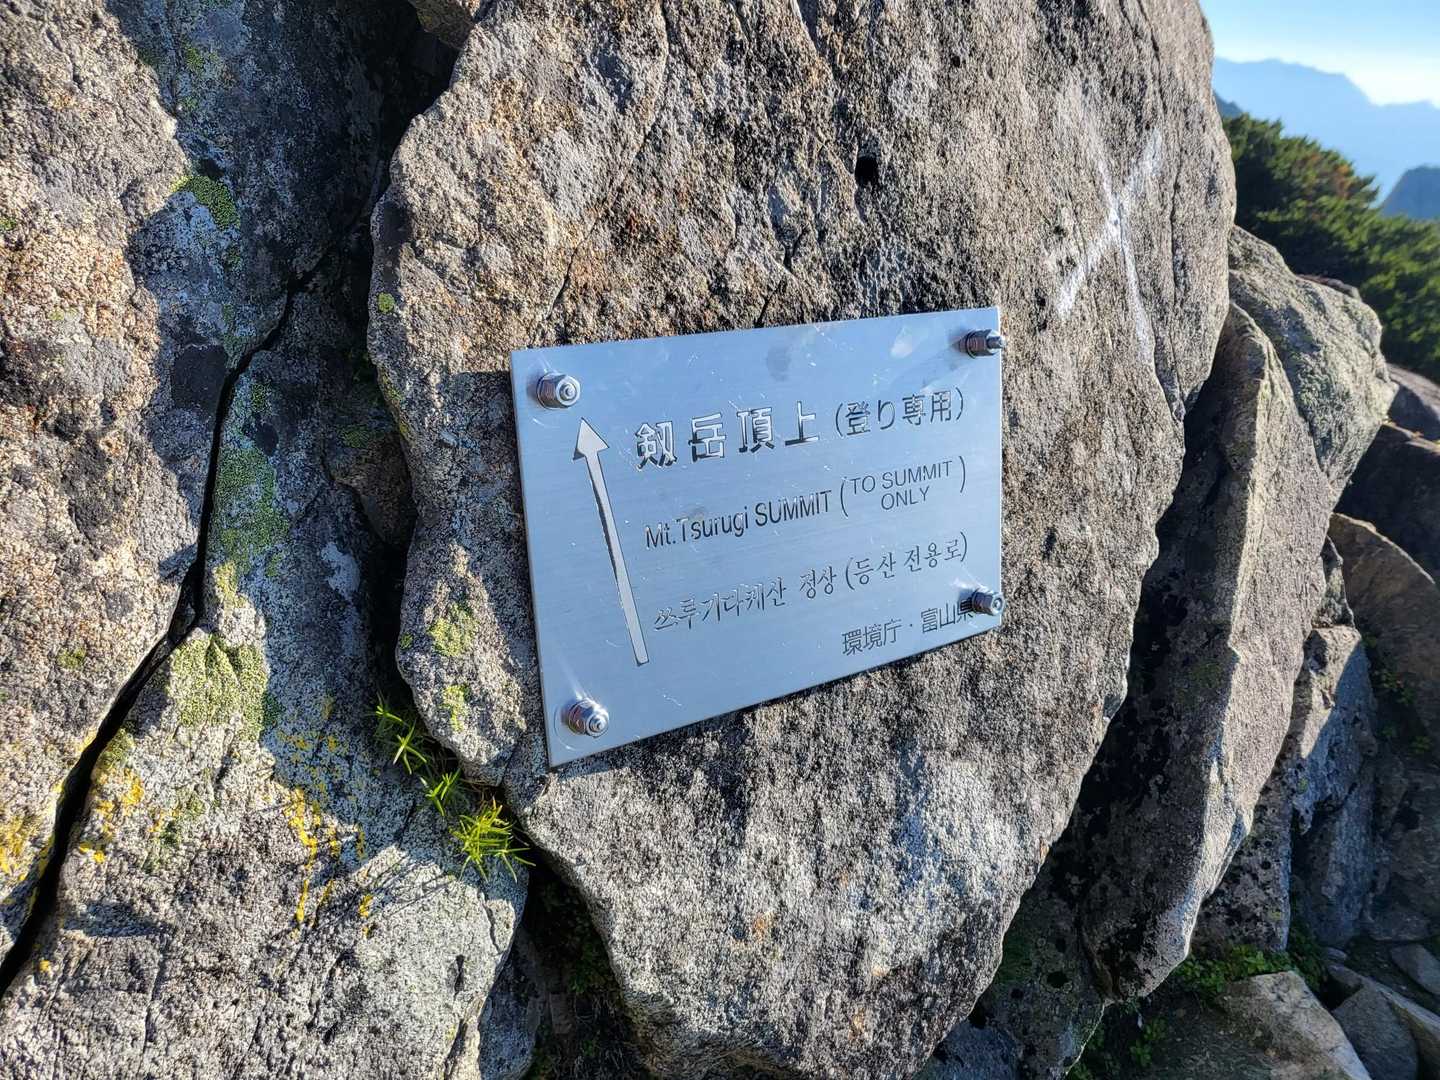 剱岳頂上(登り専用)
Mt.Tsurugi SUMMIT (TO SUMMIT ONLY)
쓰루기다케산 정상 (등산 전용로)
環境庁・富山県